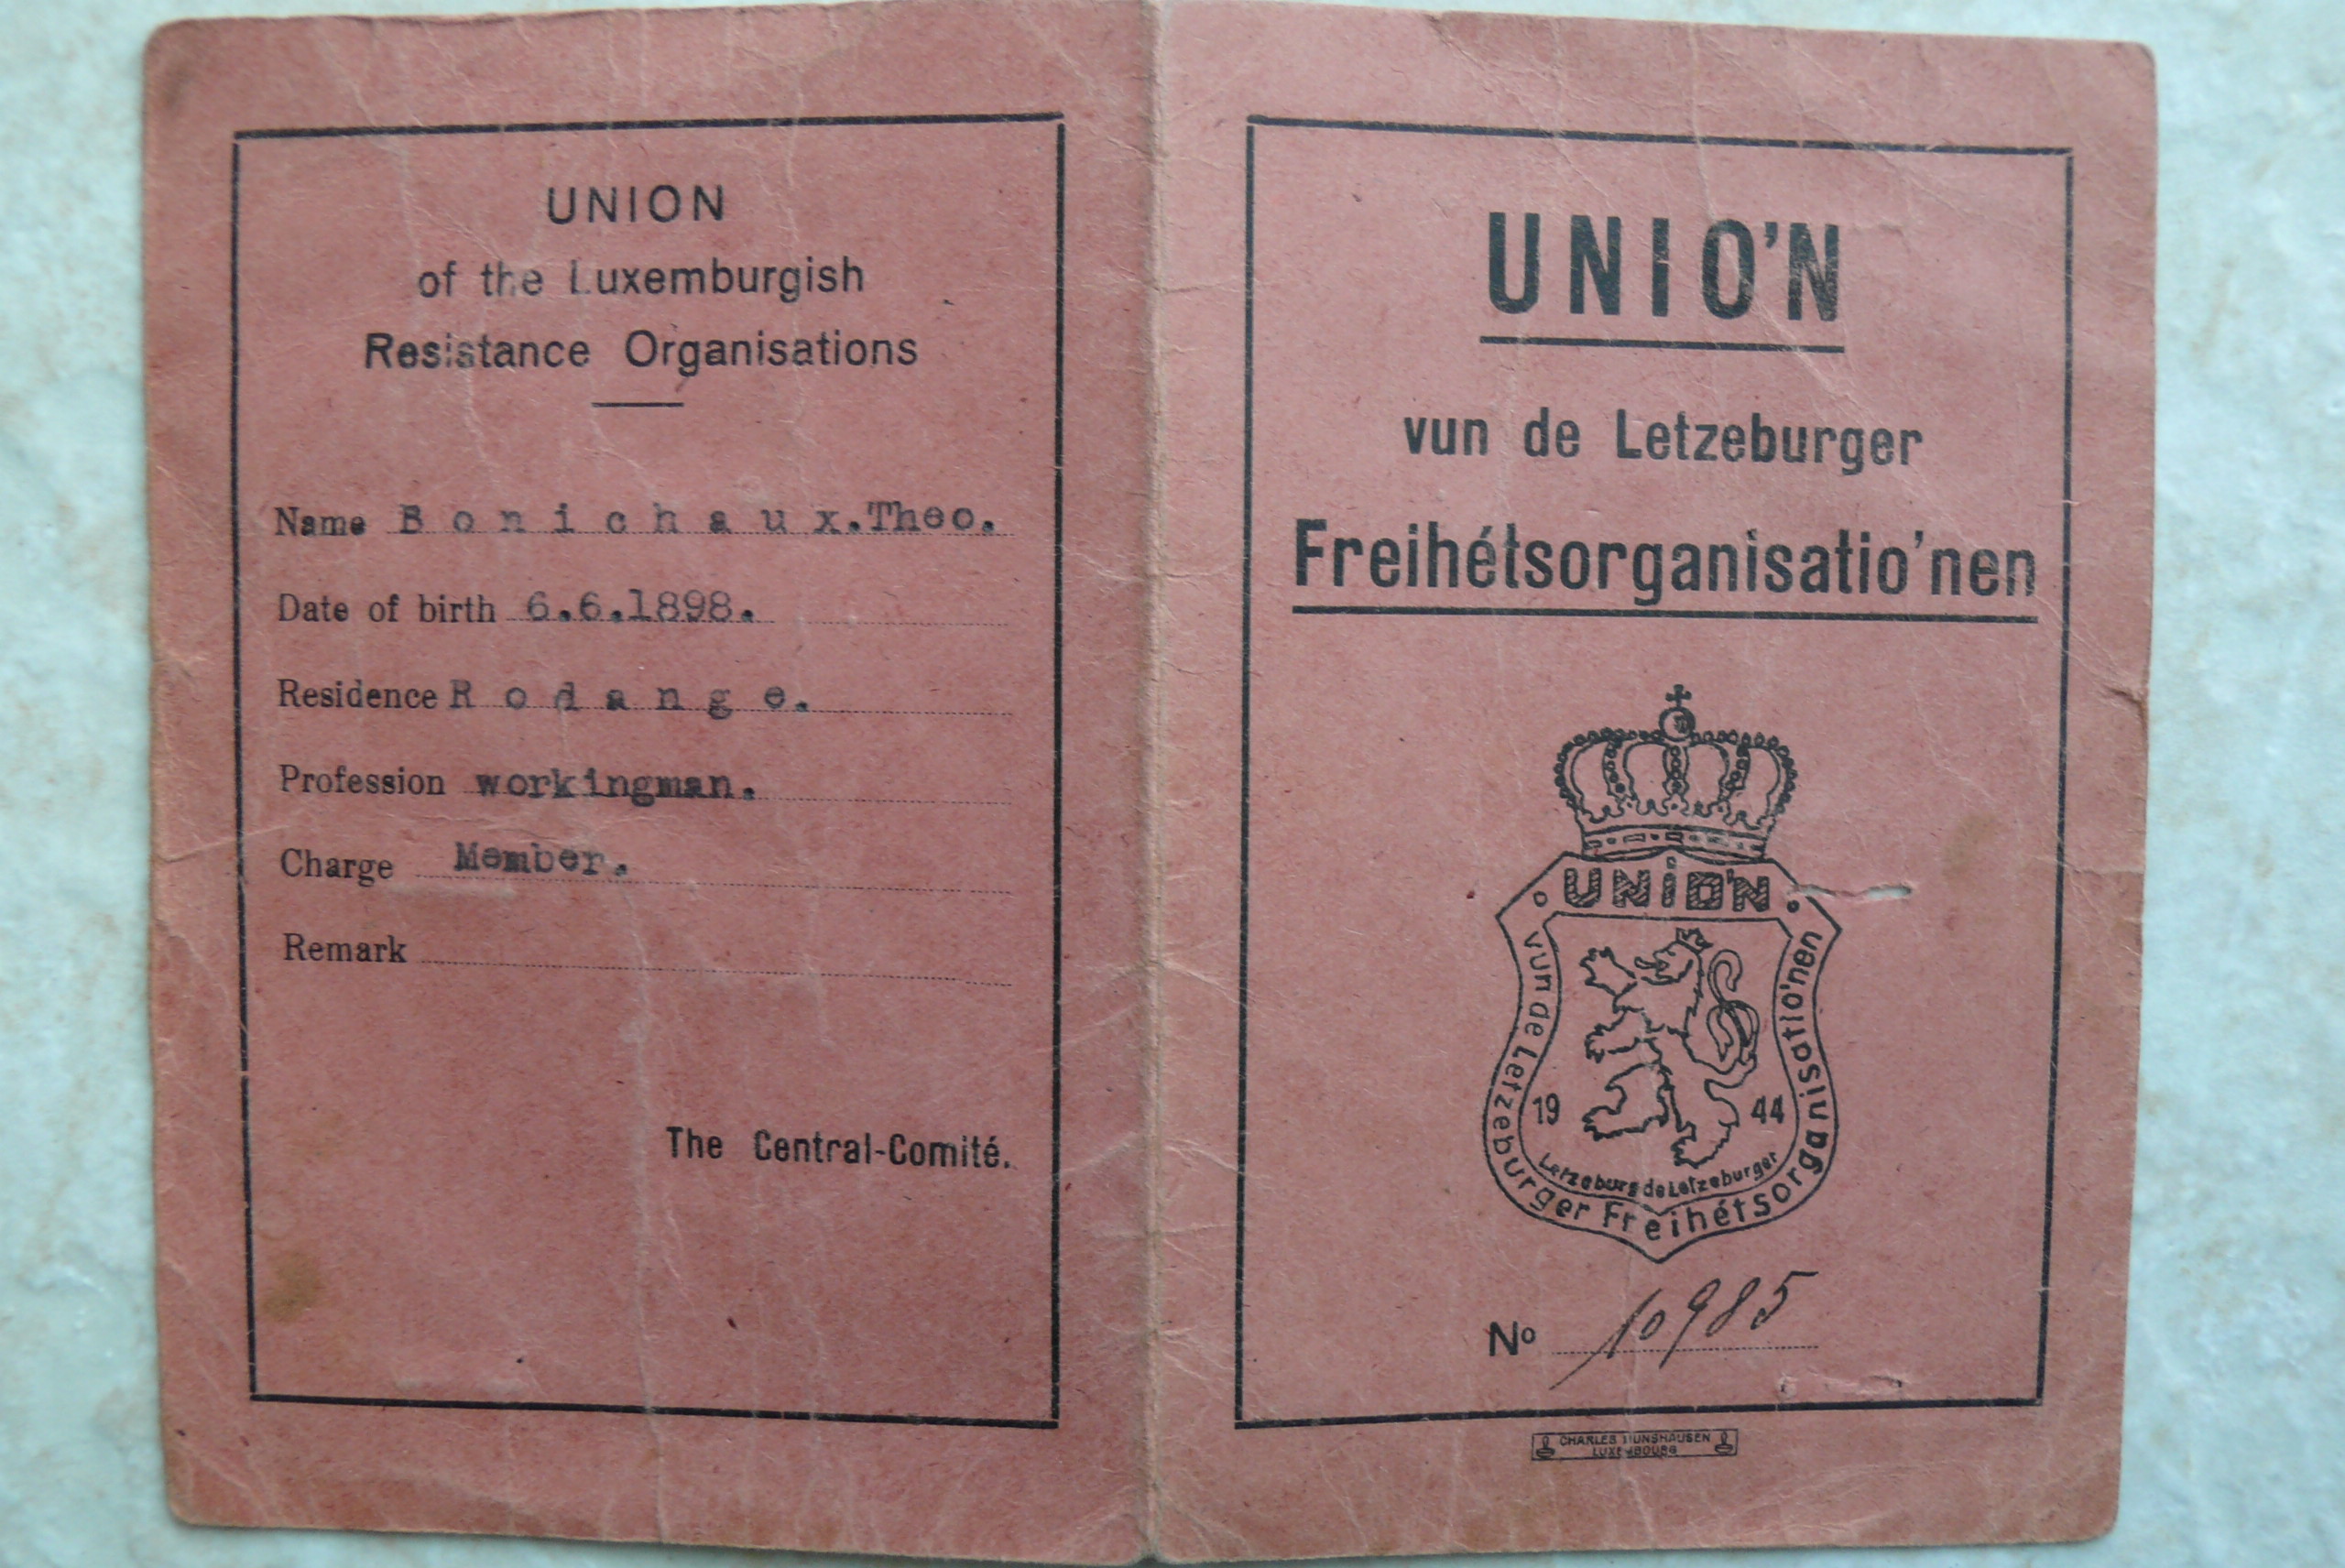 UNION
of the Luxemburgish
Resistance Organisations
Name Bonichaux.Theo.
Date of birth 6.6.1898.
Residence Rodange.
Profession workingman.
Charge Member.
Remark
The Central-Comité.
UNIO'N
vun de Letzeburger
Freihétsorganisatio'nen
UNIO'N
vun de Letzeburger Freihétsorganisatio'nen
19 44
Letzeburg de Letzeburger
No 10985
CHARLES MUNSHAUSEN
LUXEMBOURG